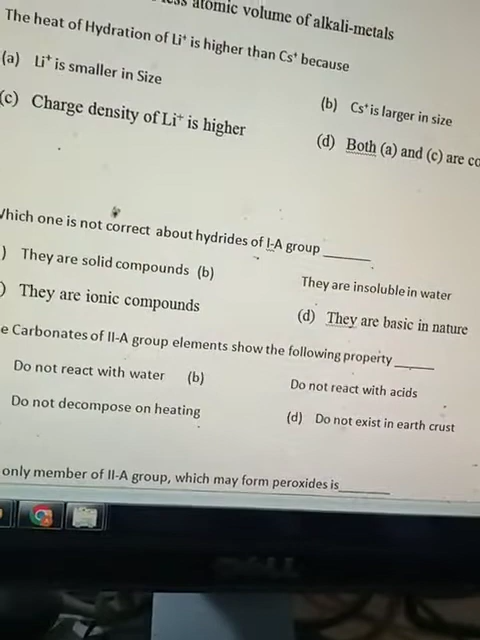 atomic volume of alkali-metals
The heat of Hydration of Li⁺ is higher than Cs⁺ because
(a) Li⁺ is smaller in Size
(b) Cs⁺ is larger in size
(c) Charge density of Li⁺ is higher
(d) Both (a) and (c) are co
Which one is not correct about hydrides of I-A group ______
) They are solid compounds (b) They are insoluble in water
) They are ionic compounds
(d) They are basic in nature
e Carbonates of II-A group elements show the following property ______
Do not react with water (b) Do not react with acids
Do not decompose on heating
(d) Do not exist in earth crust
only member of II-A group, which may form peroxides is ______
DELL